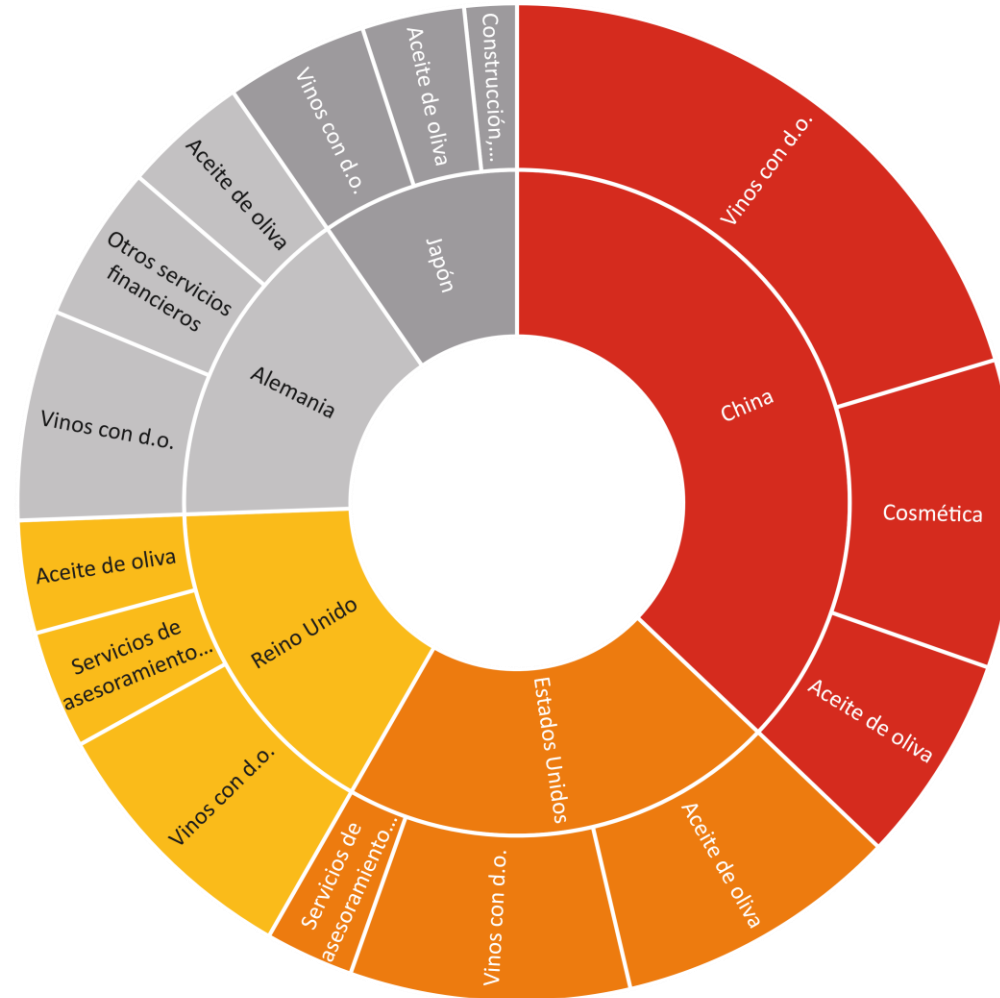 China
Vinos con d.o.
Cosmética
Aceite de oliva
Estados Unidos
Aceite de oliva
Vinos con d.o.
Servicios de
asesoramiento...
Reino Unido
Vinos con d.o.
Servicios de
asesoramiento...
Aceite de oliva
Alemania
Vinos con d.o.
Otros servicios
financieros
Aceite de oliva
Japón
Vinos con d.o.
Aceite de oliva
Construcción,...